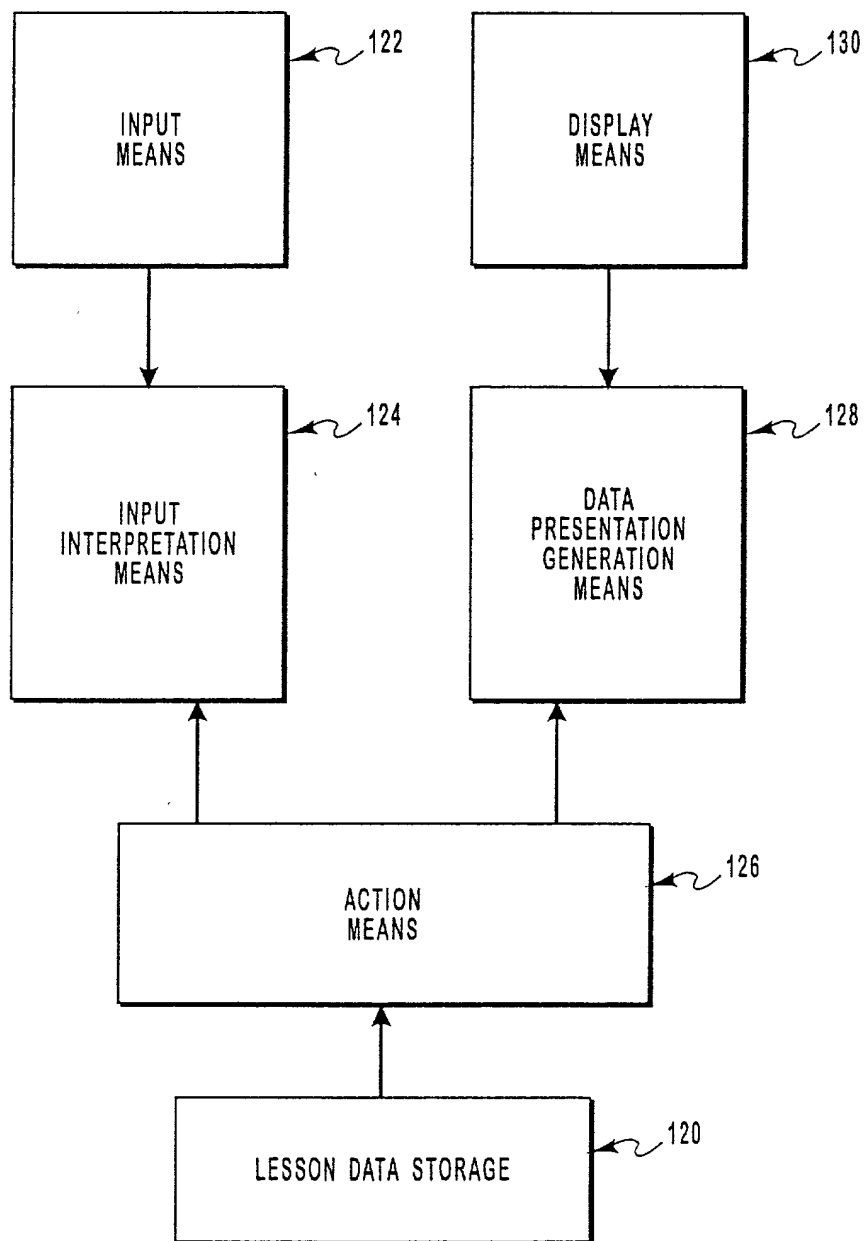 122
INPUT
MEANS
130
DISPLAY
MEANS
124
INPUT
INTERPRETATION
MEANS
128
DATA
PRESENTATION
GENERATION
MEANS
126
ACTION
MEANS
120
LESSON DATA STORAGE